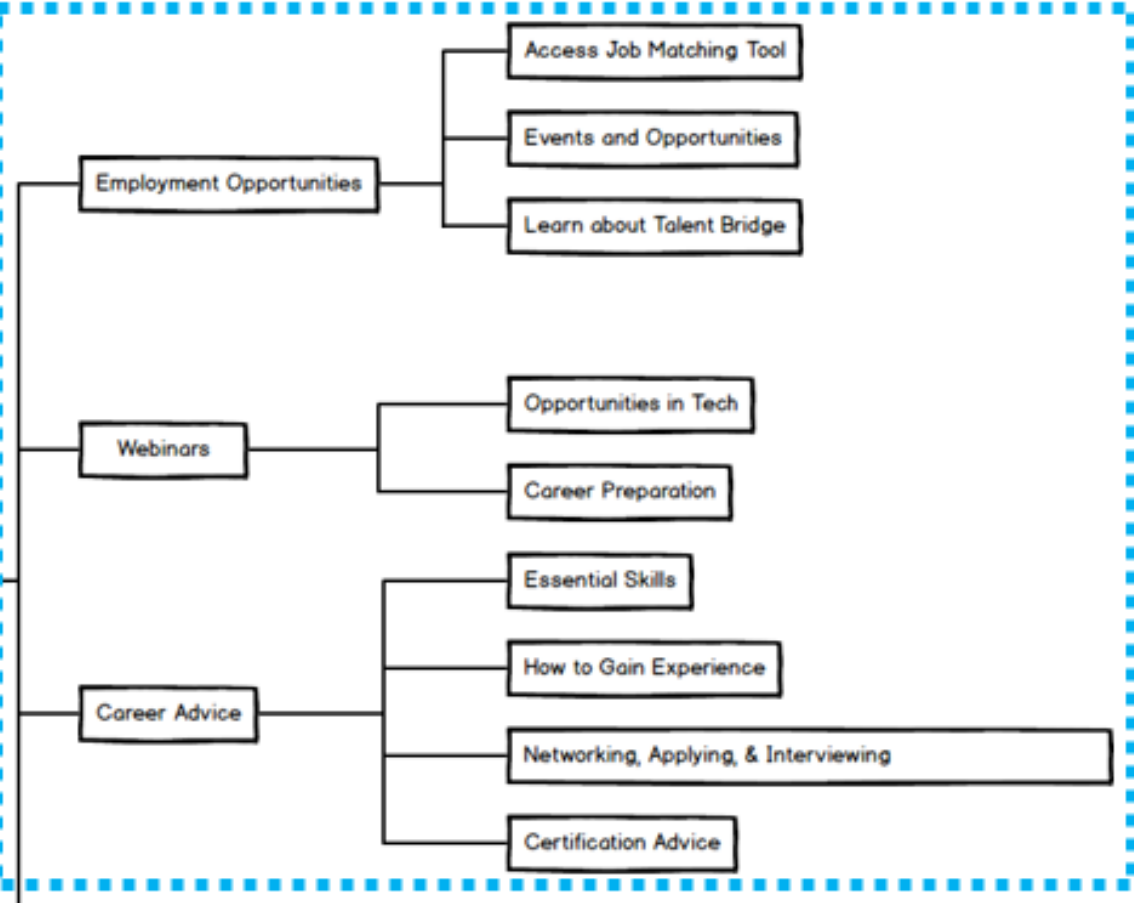 Access Job Matching Tool
Events and Opportunities
Employment Opportunities
Learn about Talent Bridge
Opportunities in Tech
Webinars
Career Preparation
Essential Skills
How to Gain Experience
Career Advice
Networking, Applying, & Interviewing
Certification Advice